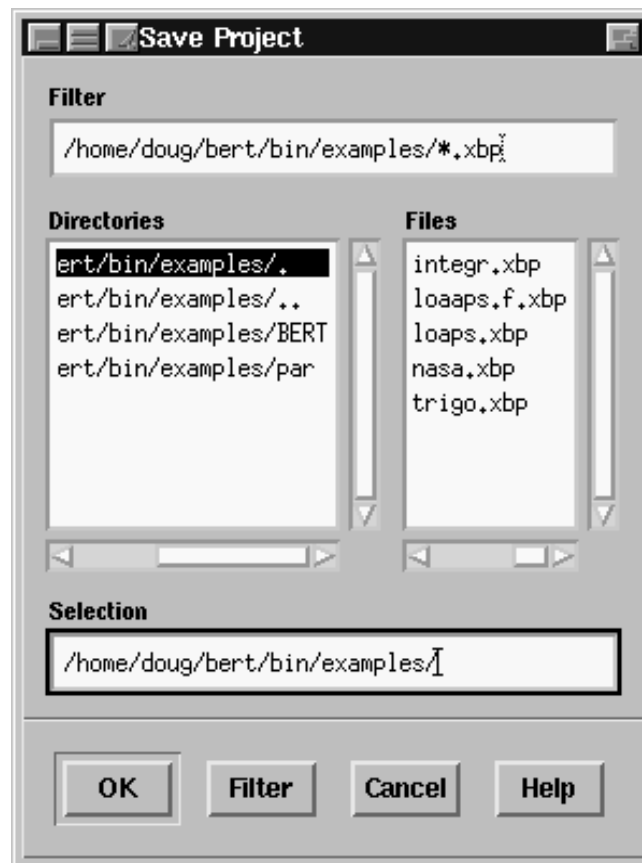 Save Project
Filter
/home/doug/bert/bin/examples/*.xbp
Directories
ert/bin/examples/.
ert/bin/examples/..
ert/bin/examples/BERT
ert/bin/examples/par
Files
integr.xbp
loaaps.f.xbp
loaps.xbp
nasa.xbp
trigo.xbp
Selection
/home/doug/bert/bin/examples/
OK Filter Cancel Help